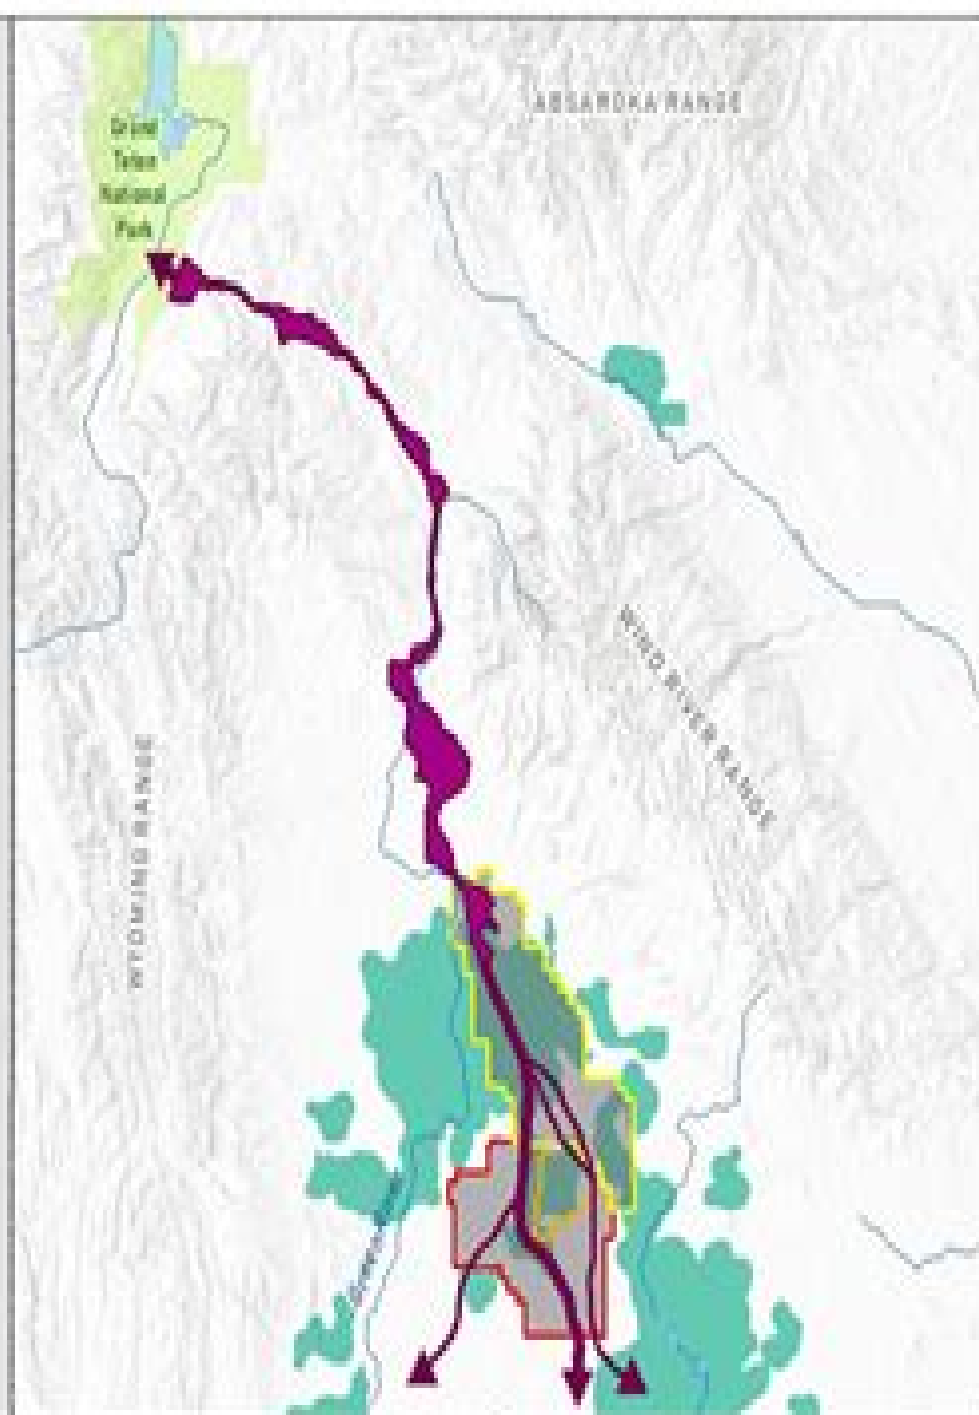 ABSAROKA RANGE
Grand
Teton
National
Park
WIND RIVER RANGE
WYOMING RANGE